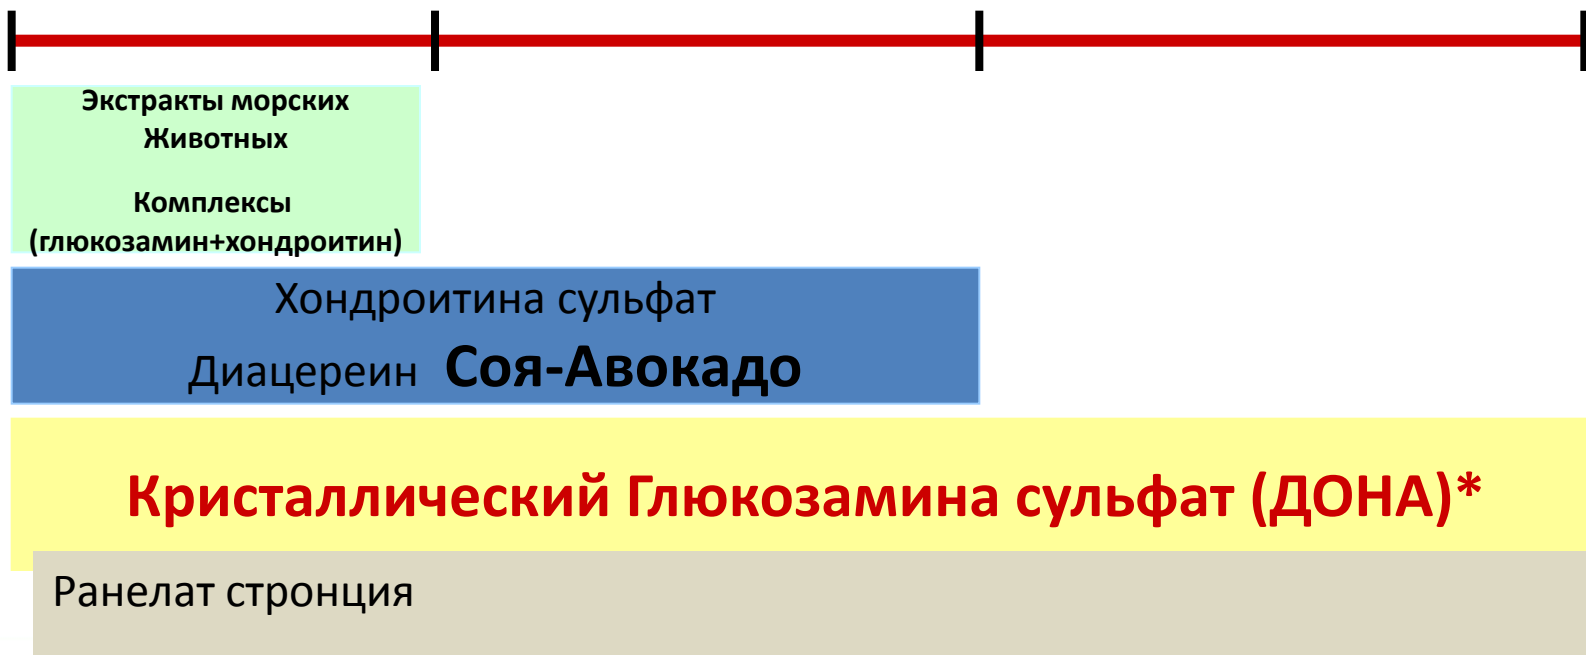 Экстракты морских
Животных
Комплексы
(глюкозамин+хондроитин)
Хондроитина сульфат
Диацереин Соя-Авокадо
Кристаллический Глюкозамина сульфат (ДОНА)*
Ранелат стронция